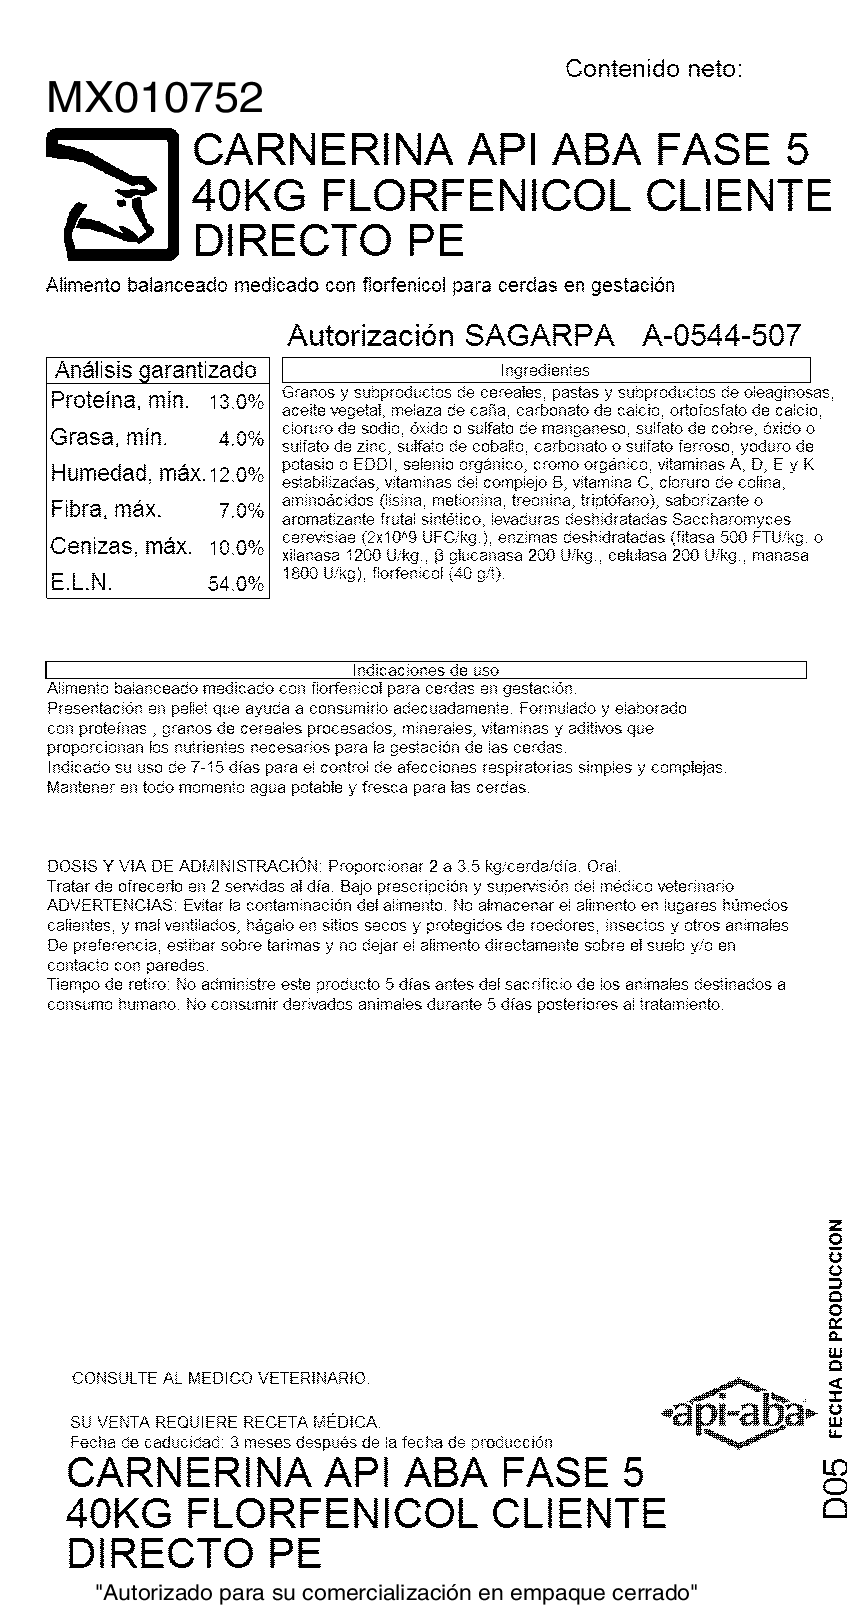 Contenido neto:
MX010752
CARNERINA API ABA FASE 5
40KG FLORFENICOL CLIENTE
DIRECTO PE
Alimento balanceado medicado con florfenicol para cerdas en gestación
Autorización SAGARPA A-0544-507
Análisis garantizado
Proteína, mín. 13.0%
Grasa, mín. 4.0%
Humedad, máx. 12.0%
Fibra, máx. 7.0%
Cenizas, máx. 10.0%
E.L.N. 54.0%
Ingredientes
Granos y subproductos de cereales, pastas y subproductos de oleaginosas,
aceite vegetal, melaza de caña, carbonato de calcio, ortofosfato de calcio,
cloruro de sodio, óxido o sulfato de manganeso, sulfato de cobre, óxido o
sulfato de zinc, sulfato de cobalto, carbonato o sulfato ferroso, yoduro de
potasio o EDDI, selenio orgánico, cromo orgánico, vitaminas A, D, E y K
estabilizadas, vitaminas del complejo B, vitamina C, cloruro de colina,
aminoácidos (lisina, metionina, treonina, triptófano), saborizante o
aromatizante frutal sintético, levaduras deshidratadas Saccharomyces
cerevisiae (2x10^9 UFC/kg.), enzimas deshidratadas (fitasa 500 FTU/kg. o
xilanasa 1200 U/kg., β glucanasa 200 U/kg., celulasa 200 U/kg., manasa
1800 U/kg), florfenicol (40 g/t).
Indicaciones de uso
Alimento balanceado medicado con florfenicol para cerdas en gestación.
Presentación en pellet que ayuda a consumirlo adecuadamente. Formulado y elaborado
con proteínas , granos de cereales procesados, minerales, vitaminas y aditivos que
proporcionan los nutrientes necesarios para la gestación de las cerdas.
Indicado su uso de 7-15 días para el control de afecciones respiratorias simples y complejas.
Mantener en todo momento agua potable y fresca para las cerdas.
DOSIS Y VIA DE ADMINISTRACIÓN: Proporcionar 2 a 3.5 kg/cerda/día. Oral.
Tratar de ofrecerlo en 2 servidas al día. Bajo prescripción y supervisión del médico veterinario
ADVERTENCIAS: Evitar la contaminación del alimento. No almacenar el alimento en lugares húmedos
calientes, y mal ventilados, hágalo en sitios secos y protegidos de roedores, insectos y otros animales
De preferencia, estibar sobre tarimas y no dejar el alimento directamente sobre el suelo y/o en
contacto con paredes.
Tiempo de retiro: No administre este producto 5 días antes del sacrificio de los animales destinados a
consumo humano. No consumir derivados animales durante 5 días posteriores al tratamiento.
FECHA DE PRODUCCION
D05
CONSULTE AL MEDICO VETERINARIO.
api-aba
SU VENTA REQUIERE RECETA MÉDICA.
Fecha de caducidad: 3 meses después de la fecha de producción
CARNERINA API ABA FASE 5
40KG FLORFENICOL CLIENTE
DIRECTO PE
"Autorizado para su comercialización en empaque cerrado"